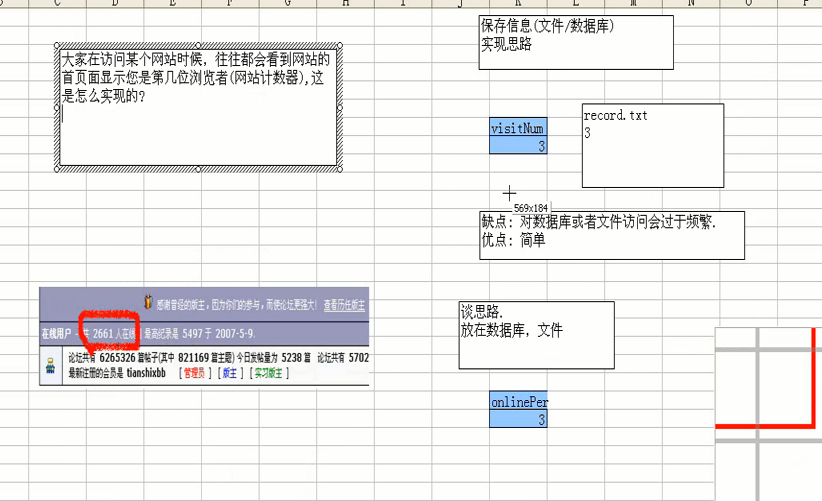 C D E F G H I J K L M N O P
大家在访问某个网站时候，往往都会看到网站的
首页面显示您是第几位浏览者(网站计数器),这
是怎么实现的?
保存信息(文件/数据库)
实现思路
visitNum
3
record.txt
3
569x184
缺点: 对数据库或者文件访问会过于频繁.
优点: 简单
感谢曾经的版主，因为你们的参与，而使论坛更强大! 查看历任版主
在线用户 - 共 2661 人在线 最高纪录是 5497 于 2007-5-9.
论坛共有 6265326 篇帖子(其中 821169 篇主题)今日发帖量为 5238 篇 论坛共有 5702
最新注册的会员是 tianshixbb [管理员] [版主] [实习版主]
谈思路.
放在数据库，文件
onlinePer
3